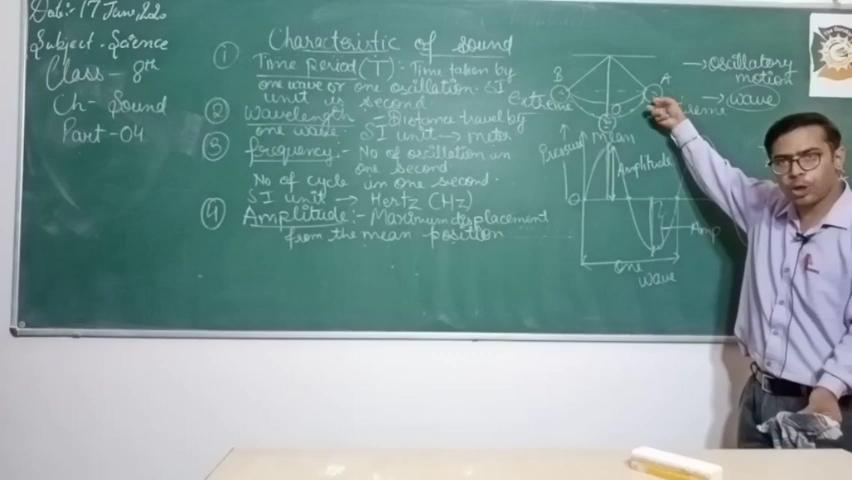 Date:- 17 June, 2020
Subject - Science
Class - 8th
Ch - Sound
Part - 04
Characteristic of sound
① Time period (T) :- Time taken by
one wave or one oscillation. SI
unit is second.
② Wavelength :- Distance travel by
one wave. SI unit → meter
③ frequency :- No of oscillation in
one second
No of cycle in one second.
SI unit → Hertz (Hz)
④ Amplitude :- Maximum displacement
from the mean position
B
A
O
Extreme
Mean
→ Oscillatory
motion
→ wave
Pressure
Amplitude
O
Amp
One
wave